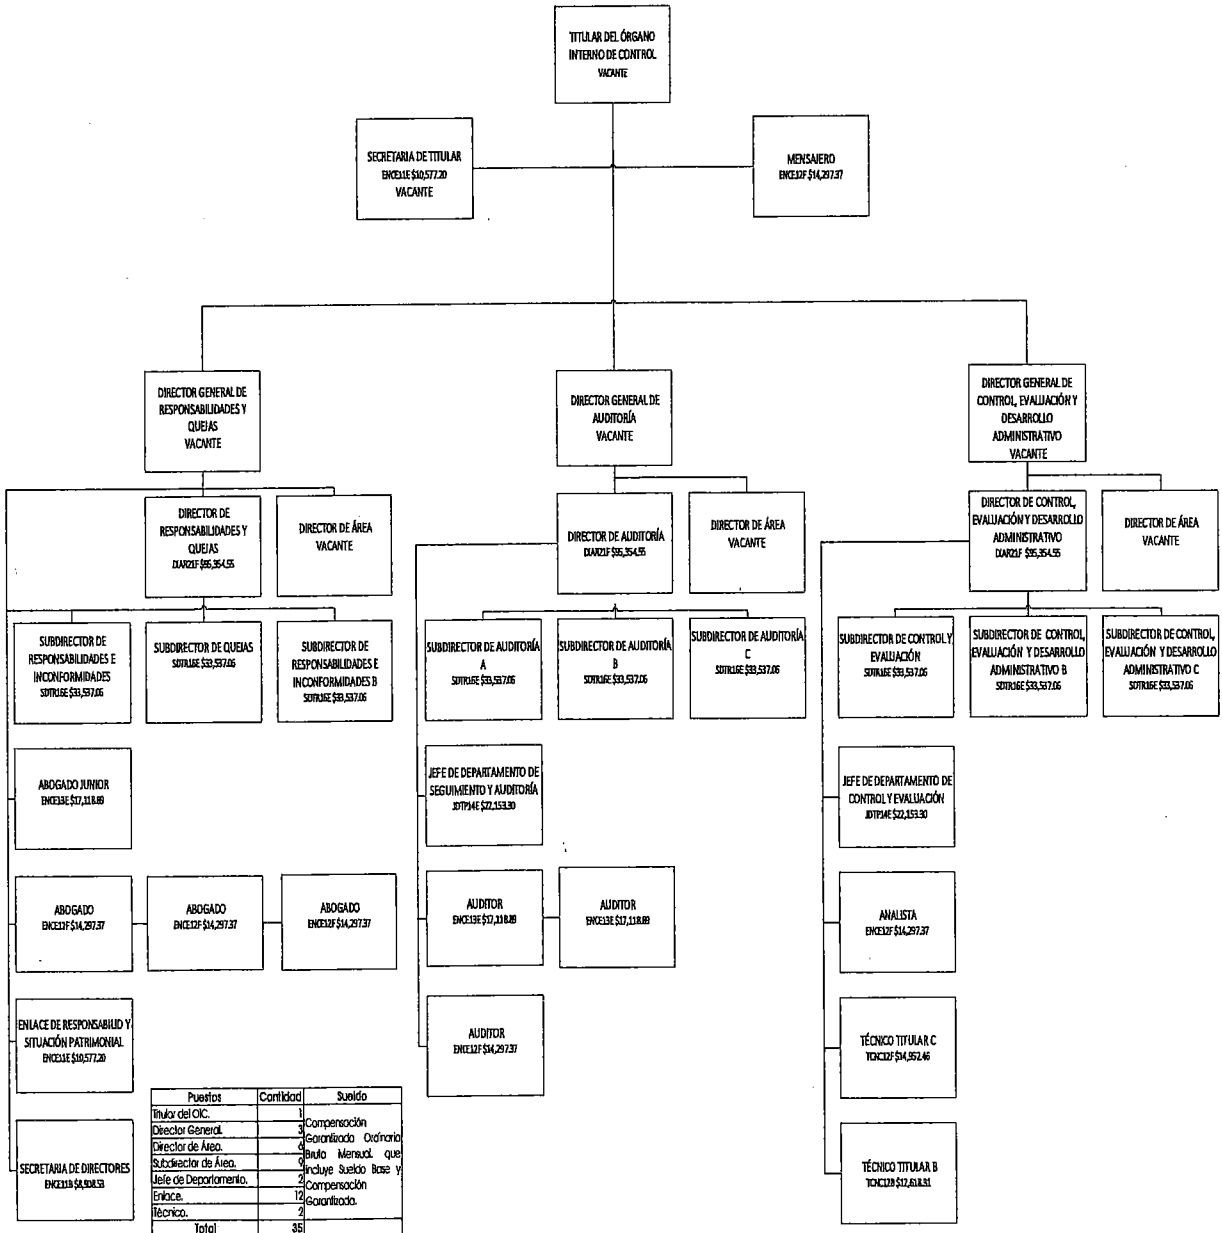 TITULAR DEL ÓRGANO
INTERNO DE CONTROL
VACANTE
SECRETARIA DE TITULAR
ENCE11E $10,577.20
VACANTE
MENSAJERO
ENCE12F $14,297.37
DIRECTOR GENERAL DE
RESPONSABILIDADES Y
QUEJAS
VACANTE
DIRECTOR GENERAL DE
AUDITORÍA
VACANTE
DIRECTOR GENERAL DE
CONTROL, EVALUACIÓN Y
DESARROLLO
ADMINISTRATIVO
VACANTE
DIRECTOR DE
RESPONSABILIDADES Y
QUEJAS
DIAR21F $95,354.55
DIRECTOR DE ÁREA
VACANTE
DIRECTOR DE AUDITORÍA
DIAR21F $95,354.55
DIRECTOR DE ÁREA
VACANTE
DIRECTOR DE CONTROL,
EVALUACIÓN Y DESARROLLO
ADMINISTRATIVO
DIAR21F $95,354.55
DIRECTOR DE ÁREA
VACANTE
SUBDIRECTOR DE
RESPONSABILIDADES E
INCONFORMIDADES
SDTR16E $33,537.06
SUBDIRECTOR DE QUEJAS
SDTR16E $33,537.06
SUBDIRECTOR DE
RESPONSABILIDADES E
INCONFORMIDADES B
SDTR16E $33,537.06
SUBDIRECTOR DE AUDITORÍA
A
SDTR16E $33,537.06
SUBDIRECTOR DE AUDITORÍA
B
SDTR16E $33,537.06
SUBDIRECTOR DE AUDITORÍA
C
SDTR16E $33,537.06
SUBDIRECTOR DE CONTROL Y
EVALUACIÓN
SDTR16E $33,537.06
SUBDIRECTOR DE CONTROL,
EVALUACIÓN Y DESARROLLO
ADMINISTRATIVO B
SDTR16E $33,537.06
SUBDIRECTOR DE CONTROL,
EVALUACIÓN Y DESARROLLO
ADMINISTRATIVO C
SDTR16E $33,537.06
ABOGADO JUNIOR
ENCE13E $17,118.89
JEFE DE DEPARTAMENTO DE
SEGUIMIENTO Y AUDITORÍA
JDTP14E $22,153.30
JEFE DE DEPARTAMENTO DE
CONTROL Y EVALUACIÓN
JDTP14E $22,153.30
ABOGADO
ENCE12F $14,297.37
ABOGADO
ENCE12F $14,297.37
ABOGADO
ENCE12F $14,297.37
AUDITOR
ENCE13E $17,118.89
AUDITOR
ENCE13E $17,118.89
ANALISTA
ENCE12F $14,297.37
ENLACE DE RESPONSABILID Y
SITUACIÓN PATRIMONIAL
ENCE11E $10,577.20
AUDITOR
ENCE12F $14,297.37
TÉCNICO TITULAR C
TCNC12F $14,952.46
SECRETARIA DE DIRECTORES
ENCE11B $8,908.53
TÉCNICO TITULAR B
TCNC12B $12,618.31
Puestos Cantidad Sueldo
Titular del OIC. 1
Director General. 3
Director de Área. 6
Subdirector de Área. 9
Jefe de Departamento. 2
Enlace. 12
Técnico. 2
Compensación
Garantizada Ordinaria
Bruta Mensual que
incluye Sueldo Base y
Compensación
Garantizada.
Total 35